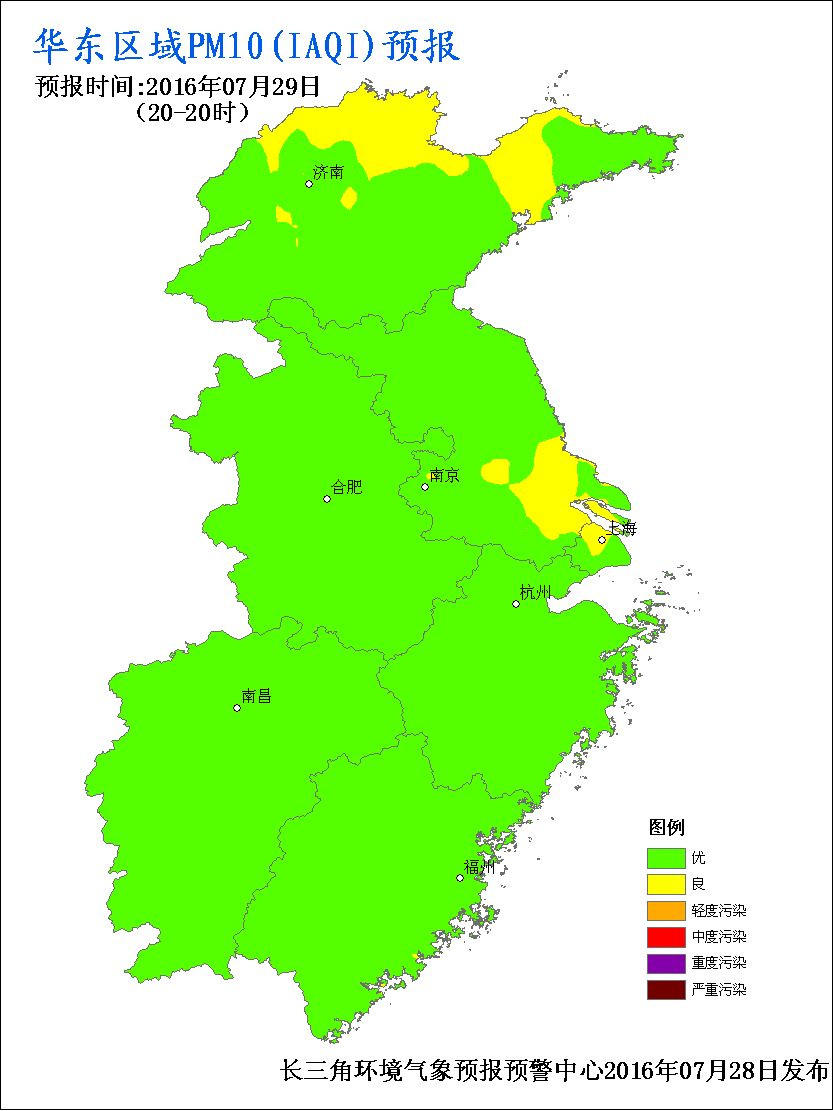 华东区域PM10(IAQI)预报
预报时间:2016年07月29日
(20-20时)
济南
南京
合肥
上海
杭州
南昌
福州
图例
优
良
轻度污染
中度污染
重度污染
严重污染
长三角环境气象预报预警中心2016年07月28日发布